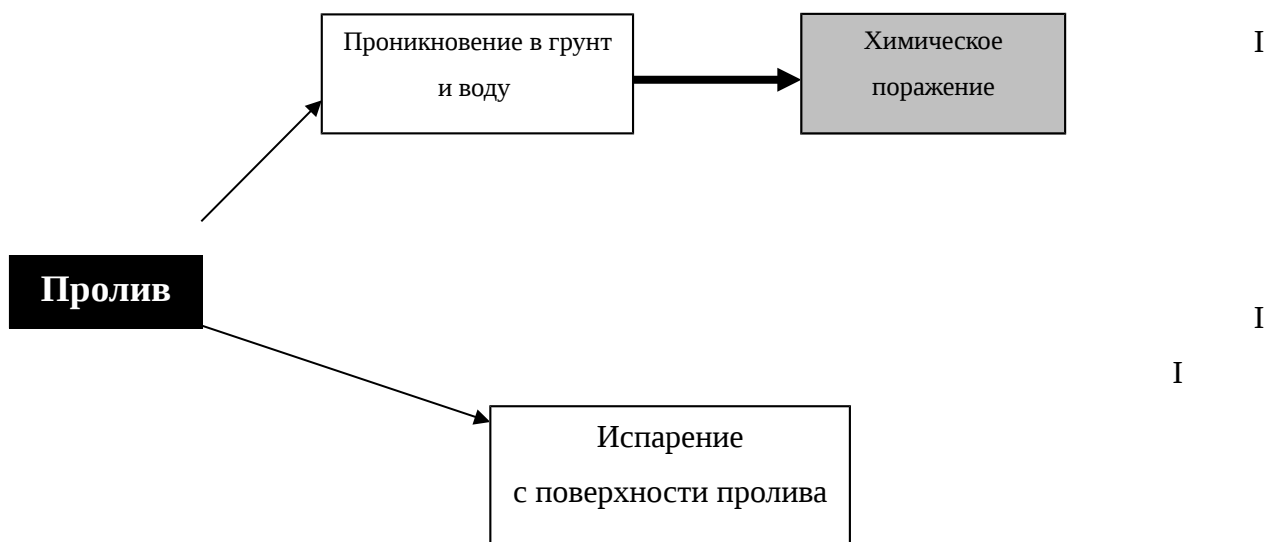 Проникновение в грунт
и воду
Химическое
поражение
I
Пролив
I
I
Испарение
с поверхности пролива